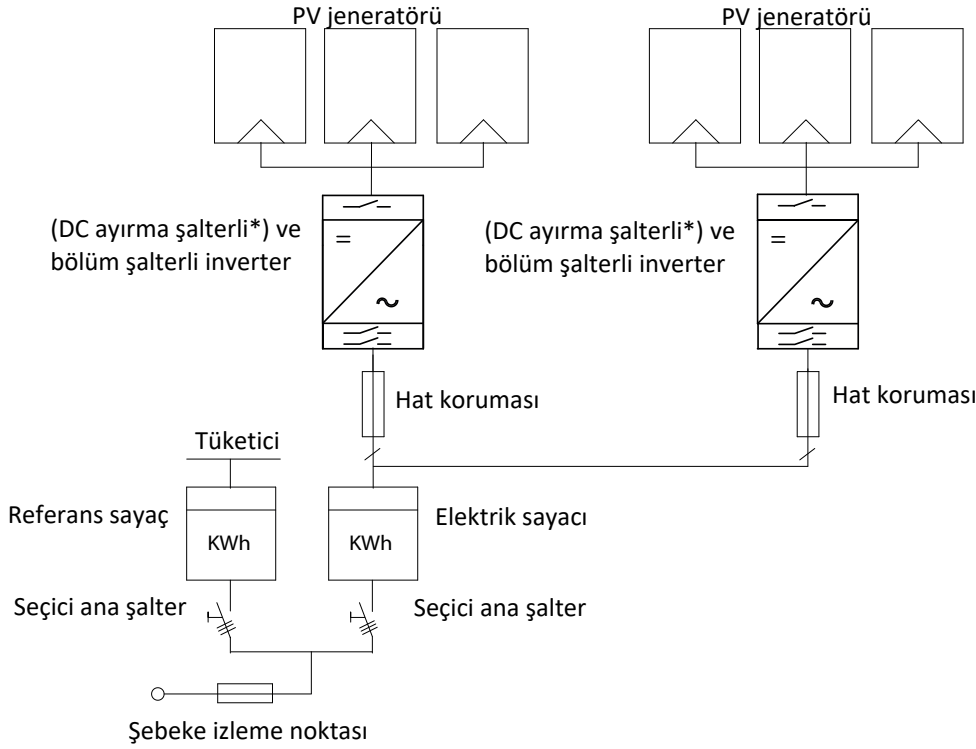 PV jeneratörü
PV jeneratörü
(DC ayırma şalterli*) ve
bölüm şalterli inverter
(DC ayırma şalterli*) ve
bölüm şalterli inverter
Hat koruması
Hat koruması
Tüketici
Referans sayaç
KWh
KWh
Elektrik sayacı
Seçici ana şalter
Seçici ana şalter
Şebeke izleme noktası